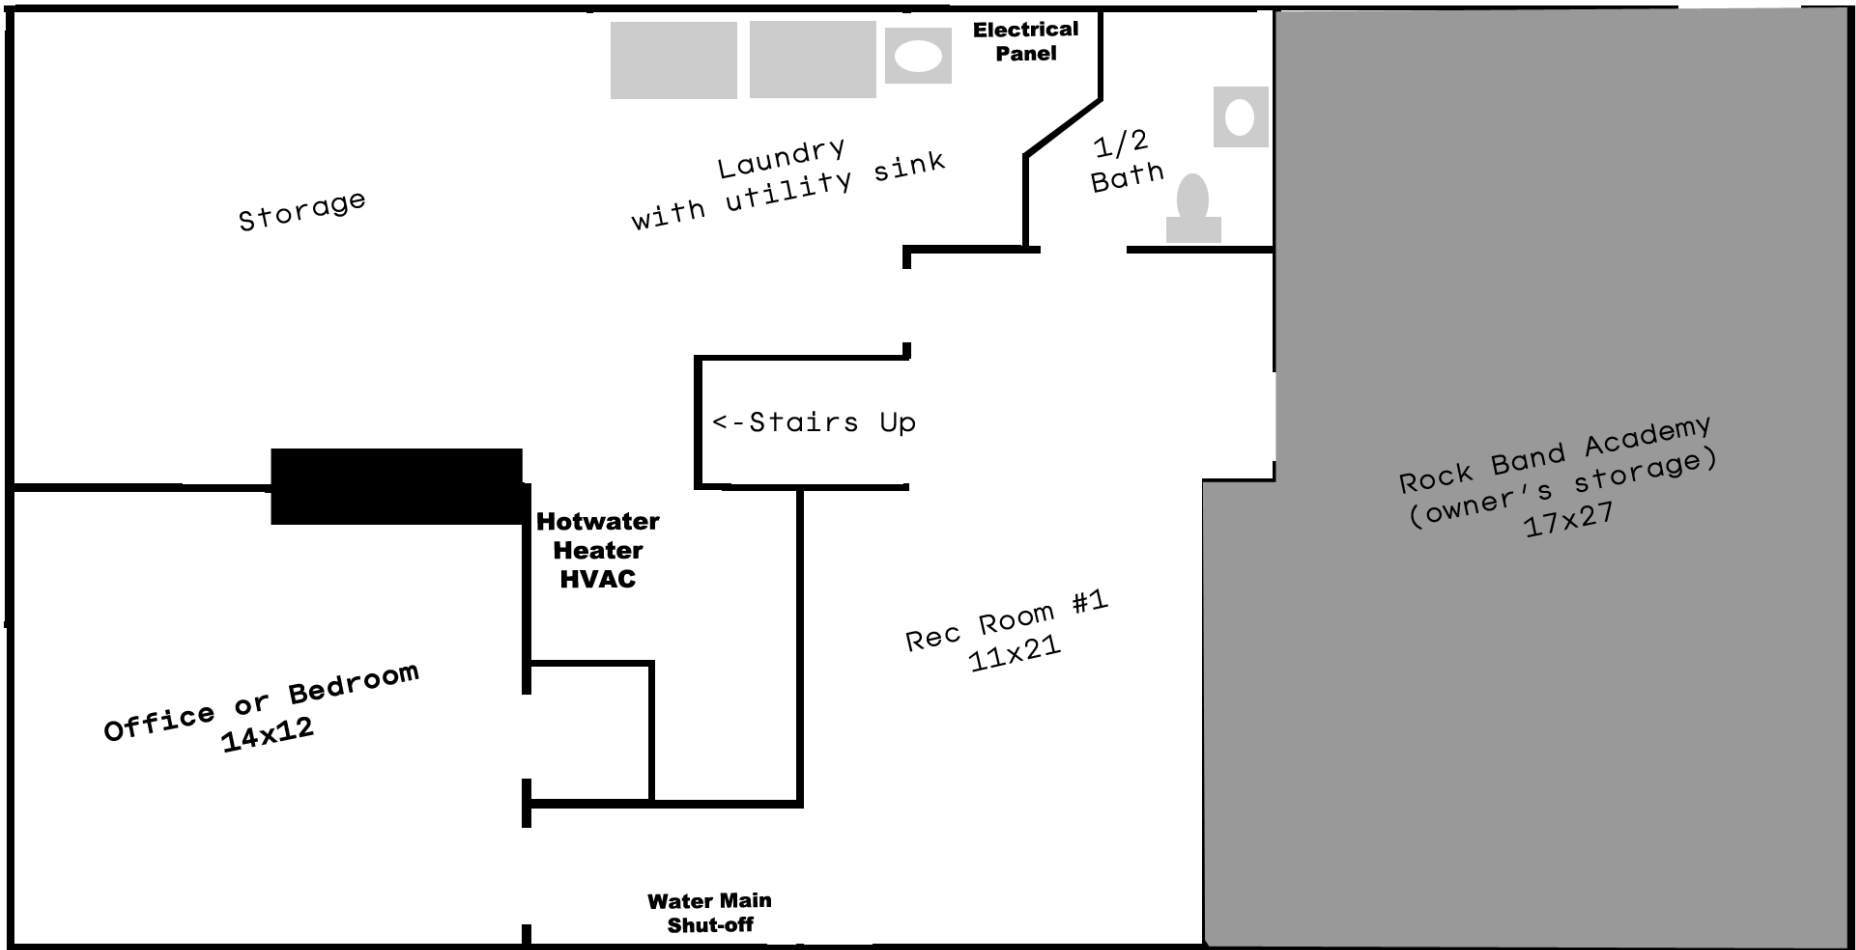 Electrical
Panel
Laundry
with utility sink
1/2
Bath
Storage
<-Stairs Up
Rock Band Academy
(owner's storage)
17x27
Hotwater
Heater
HVAC
Rec Room #1
11x21
Office or Bedroom
14x12
Water Main
Shut-off